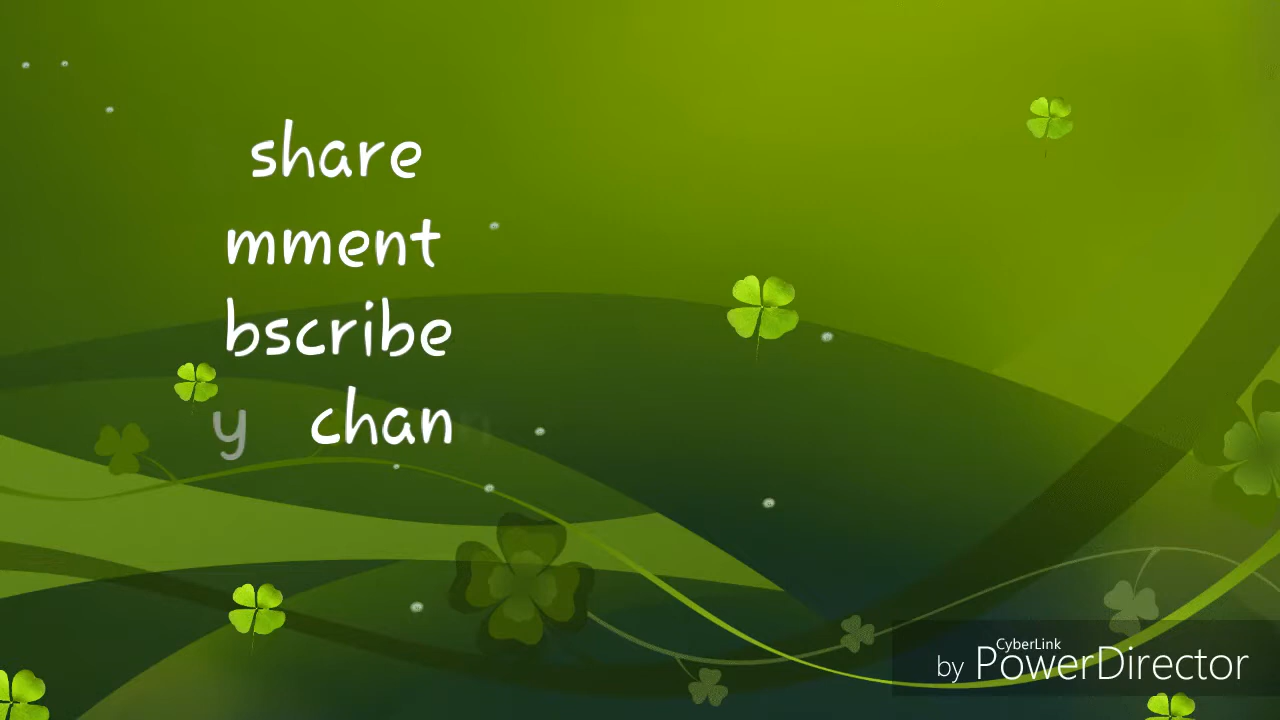 share
mment
bscribe
y chan
by CyberLink PowerDirector